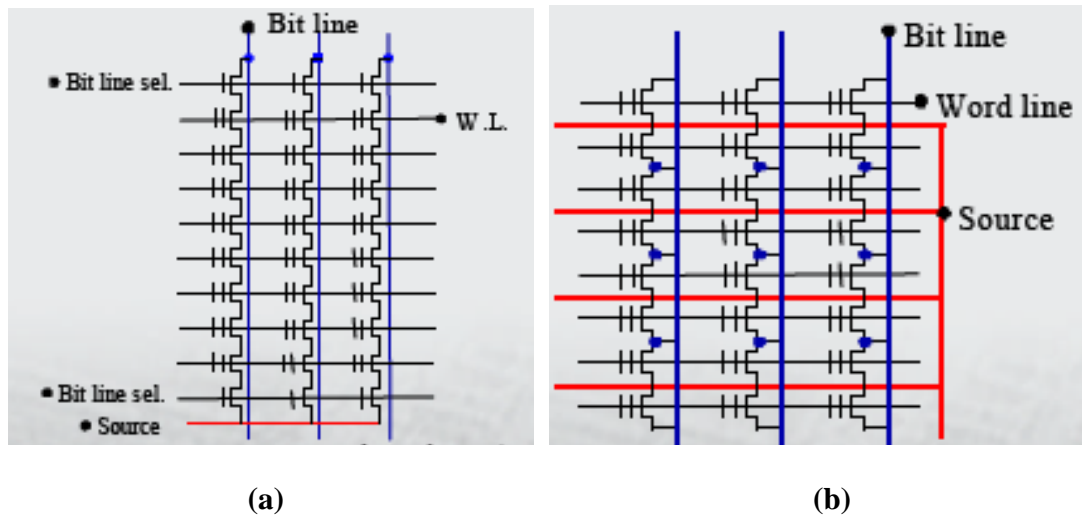 Bit line
Bit line sel.
W.L.
Bit line sel.
Source
(a)
Bit line
Word line
Source
(b)